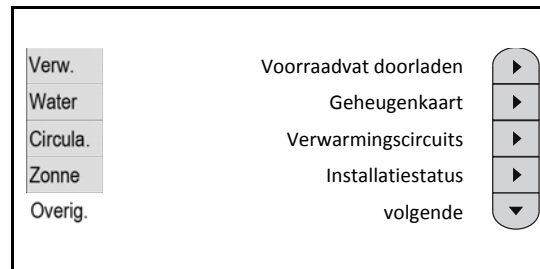 Verw. Voorraadvat doorladen
Water Geheugenkaart
Circula. Verwarmingscircuits
Zonne Installatiestatus
Overig. volgende